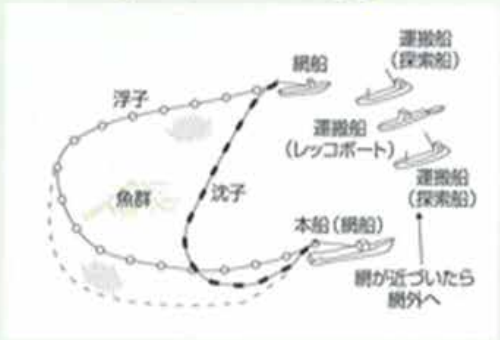 運搬船
(探索船)
網船
浮子
運搬船
(レッコボート)
魚群
沈子
運搬船
(探索船)
本船(網船)
網が近づいたら
網外へ